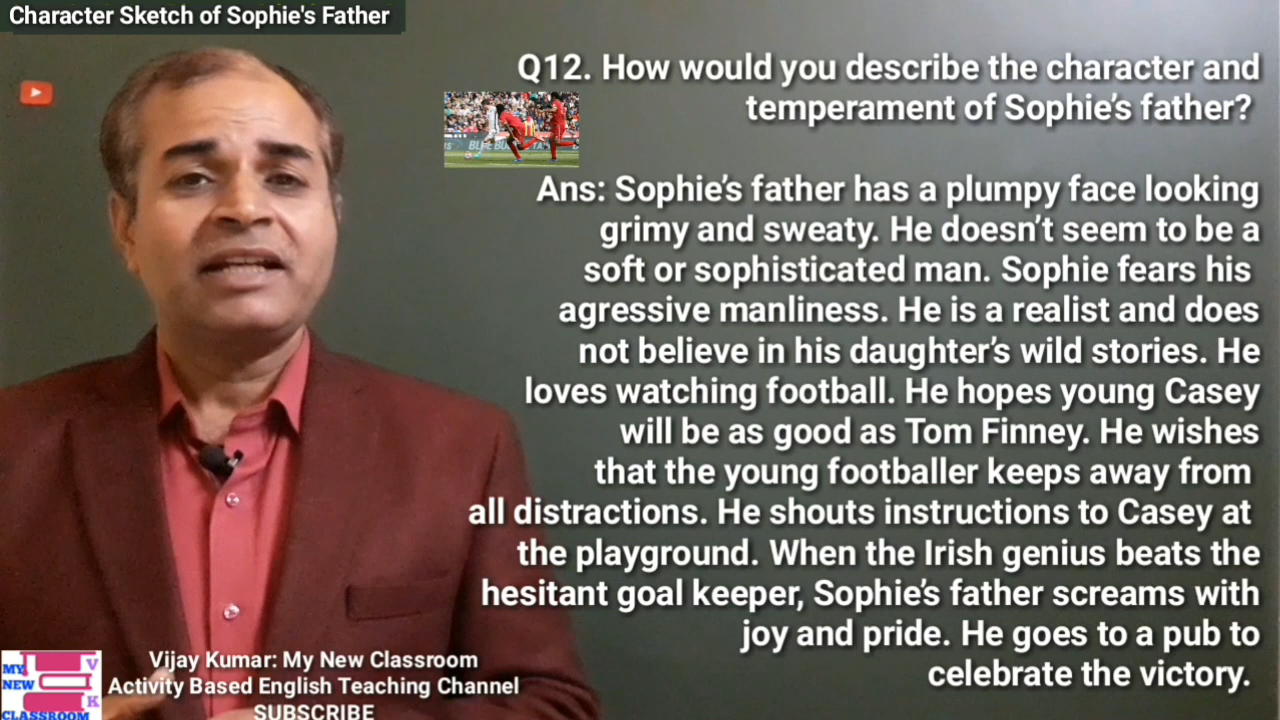 Character Sketch of Sophie's Father
Q12. How would you describe the character and
temperament of Sophie's father?
Ans: Sophie's father has a plumpy face looking
grimy and sweaty. He doesn't seem to be a
soft or sophisticated man. Sophie fears his
agressive manliness. He is a realist and does
not believe in his daughter's wild stories. He
loves watching football. He hopes young Casey
will be as good as Tom Finney. He wishes
that the young footballer keeps away from
all distractions. He shouts instructions to Casey at
the playground. When the Irish genius beats the
hesitant goal keeper, Sophie's father screams with
joy and pride. He goes to a pub to
celebrate the victory.
MY
NEW
CLASSROOM
V
K
Vijay Kumar: My New Classroom
Activity Based English Teaching Channel
SUBSCRIBE